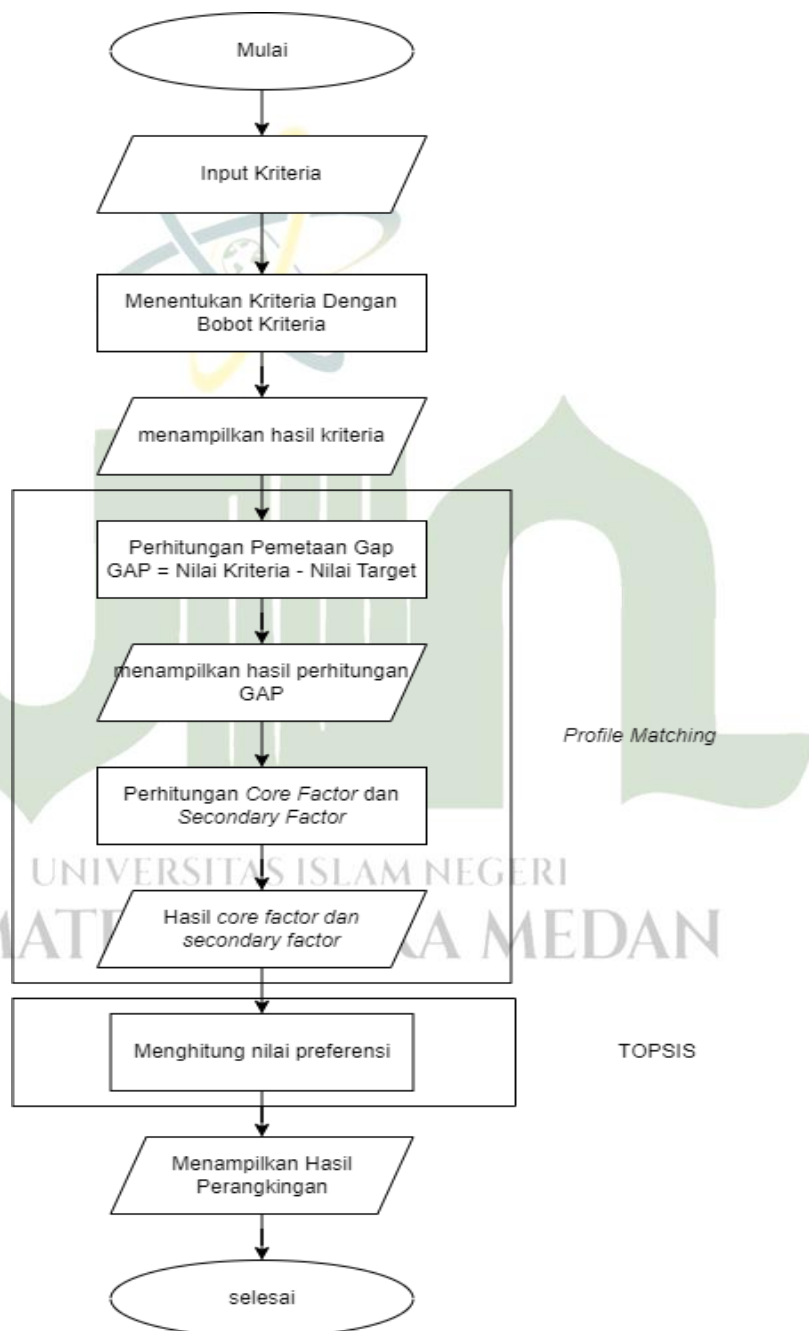 Mulai
Input Kriteria
Menentukan Kriteria Dengan
Bobot Kriteria
menampilkan hasil kriteria
Perhitungan Pemetaan Gap
GAP = Nilai Kriteria - Nilai Target
menampilkan hasil perhitungan
GAP
Profile Matching
Perhitungan Core Factor dan
Secondary Factor
UNIVERSITAS ISLAM NEGERI
Hasil core factor dan
secondary factor
MEDAN
Menghitung nilai preferensi
TOPSIS
Menampilkan Hasil
Perangkingan
selesai